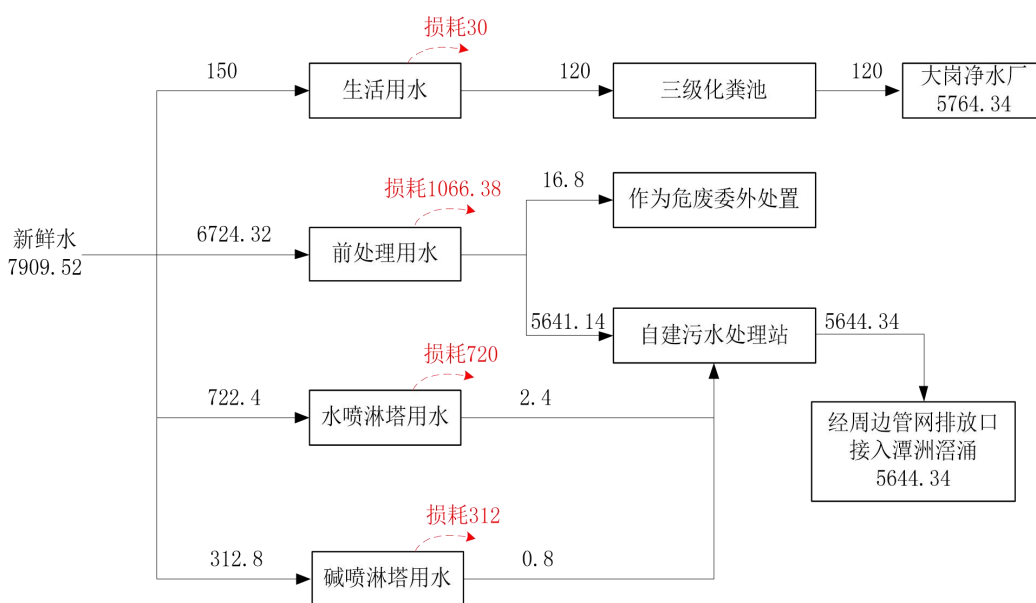 损耗30
150
生活用水
120
三级化粪池
120
大岗净水厂
5764.34
损耗1066.38
16.8
作为危废委外处置
新鲜水
7909.52
6724.32
前处理用水
5641.14
自建污水处理站
5644.34
损耗720
722.4
水喷淋塔用水
2.4
经周边管网排放口
接入潭洲滘涌
5644.34
损耗312
312.8
碱喷淋塔用水
0.8